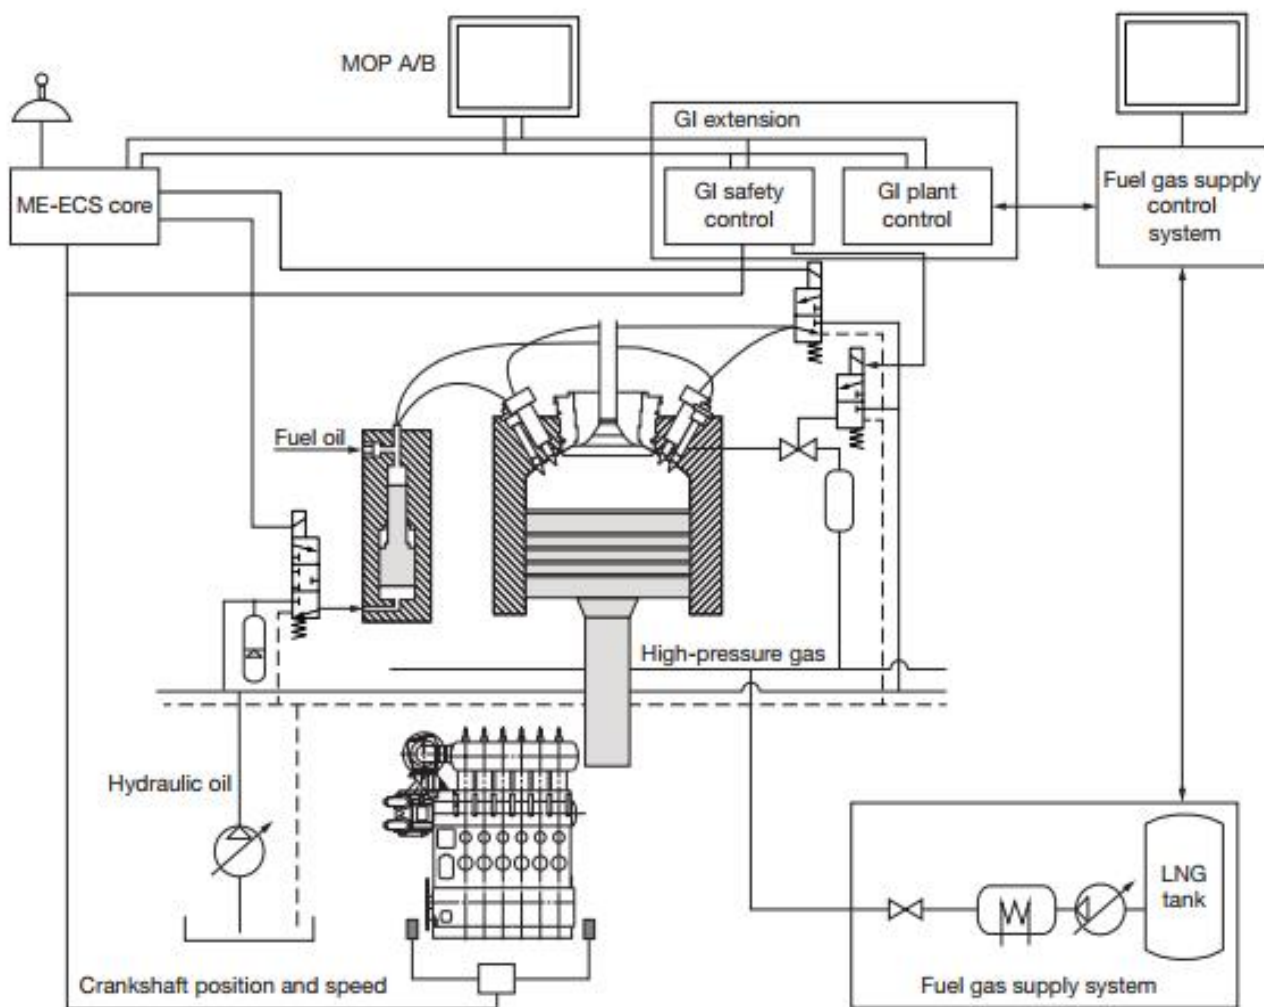 MOP A/B
GI extension
ME-ECS core
GI safety
control
GI plant
control
Fuel gas supply
control
system
Fuel oil
High-pressure gas
Hydraulic oil
LNG
tank
Crankshaft position and speed
Fuel gas supply system